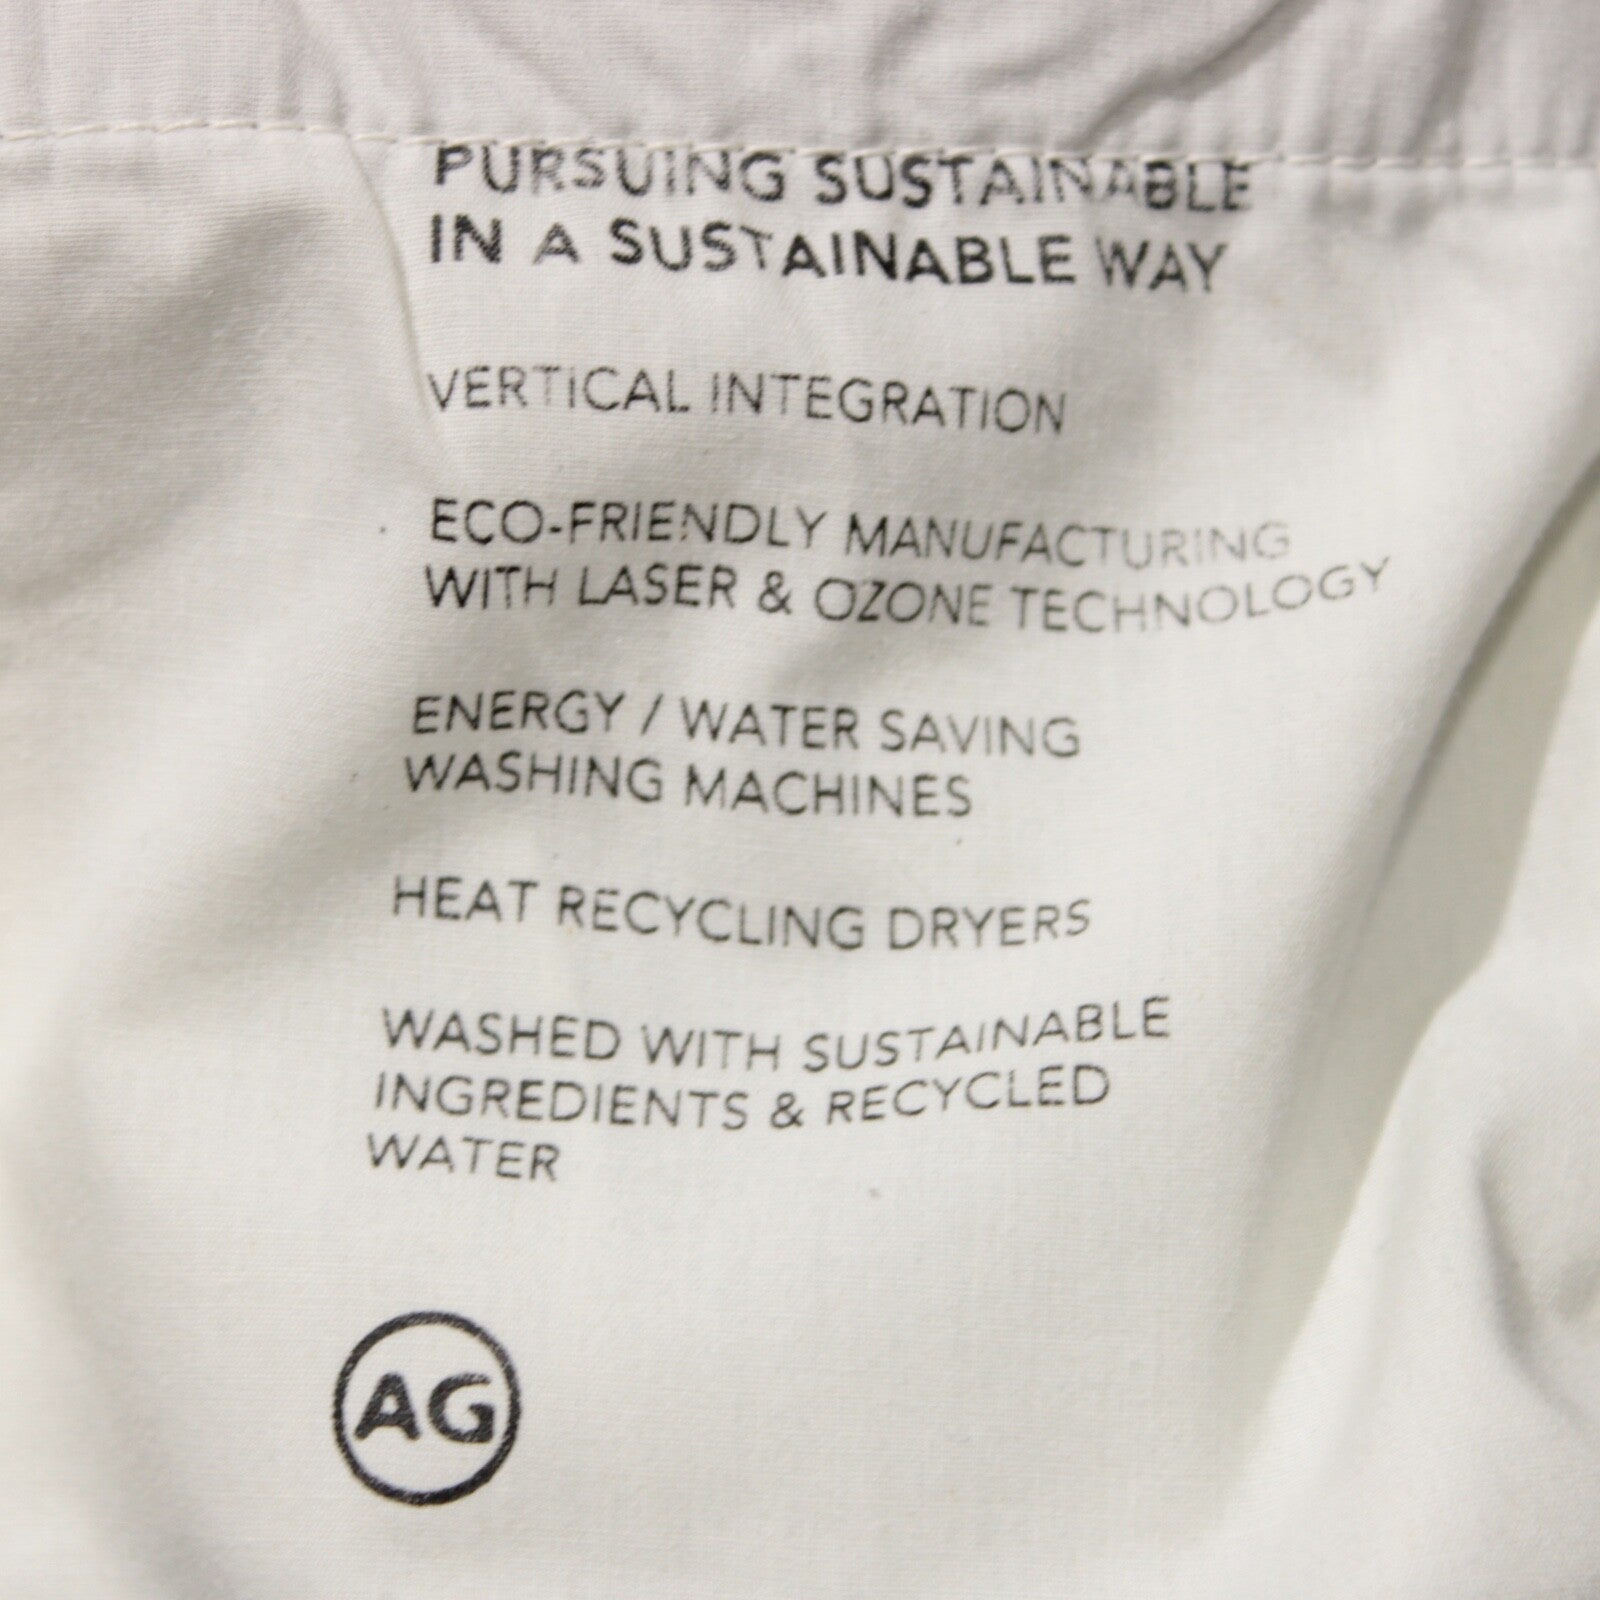 PURSUING SUSTAINABLE
IN A SUSTAINABLE WAY
VERTICAL INTEGRATION
ECO-FRIENDLY MANUFACTURING
WITH LASER & OZONE TECHNOLOGY
ENERGY / WATER SAVING
WASHING MACHINES
HEAT RECYCLING DRYERS
WASHED WITH SUSTAINABLE
INGREDIENTS & RECYCLED
WATER
AG